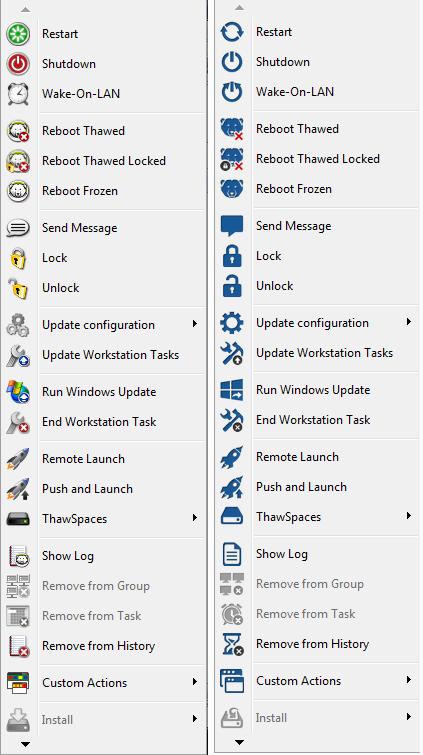 Restart
Shutdown
Wake-On-LAN
Reboot Thawed
Reboot Thawed Locked
Reboot Frozen
Send Message
Lock
Unlock
Update configuration
Update Workstation Tasks
Run Windows Update
End Workstation Task
Remote Launch
Push and Launch
ThawSpaces
Show Log
Remove from Group
Remove from Task
Remove from History
Custom Actions
Install
Restart
Shutdown
Wake-On-LAN
Reboot Thawed
Reboot Thawed Locked
Reboot Frozen
Send Message
Lock
Unlock
Update configuration
Update Workstation Tasks
Run Windows Update
End Workstation Task
Remote Launch
Push and Launch
ThawSpaces
Show Log
Remove from Group
Remove from Task
Remove from History
Custom Actions
Install